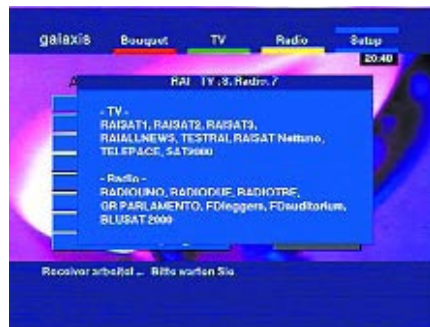 galaxis Bouquet TV Radio Setup
20:40
A
RAI TV :8, Radio: 7
- TV -
RAISAT1, RAISAT2, RAISAT3,
RAIALLNEWS, TESTRAI, RAISAT Nettuno,
TELEPACE, SAT2000
- Radio -
RADIOUNO, RADIODUE, RADIOTRE,
GR PARLAMENTO, FDleggera, FDauditorium,
BLUSAT 2000
Receiver arbeitet ... Bitte warten Sie